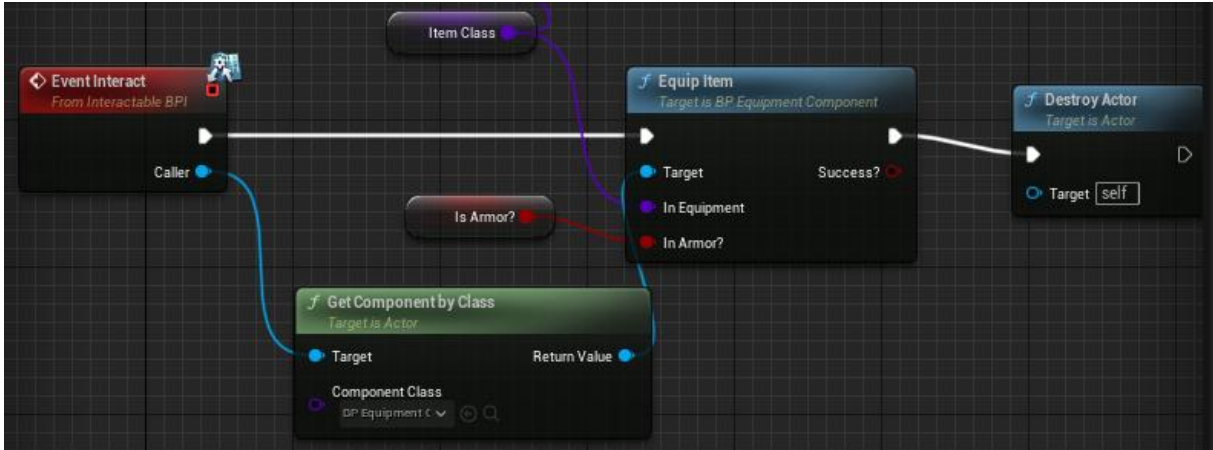 Item Class
Event Interact
From Interactable BPI
Caller
Equip Item
Target is BP Equipment Component
Target
Success?
In Equipment
In Armor?
Destroy Actor
Target is Actor
Target self
Is Armor?
Get Component by Class
Target is Actor
Target
Return Value
Component Class
BP Equipment C